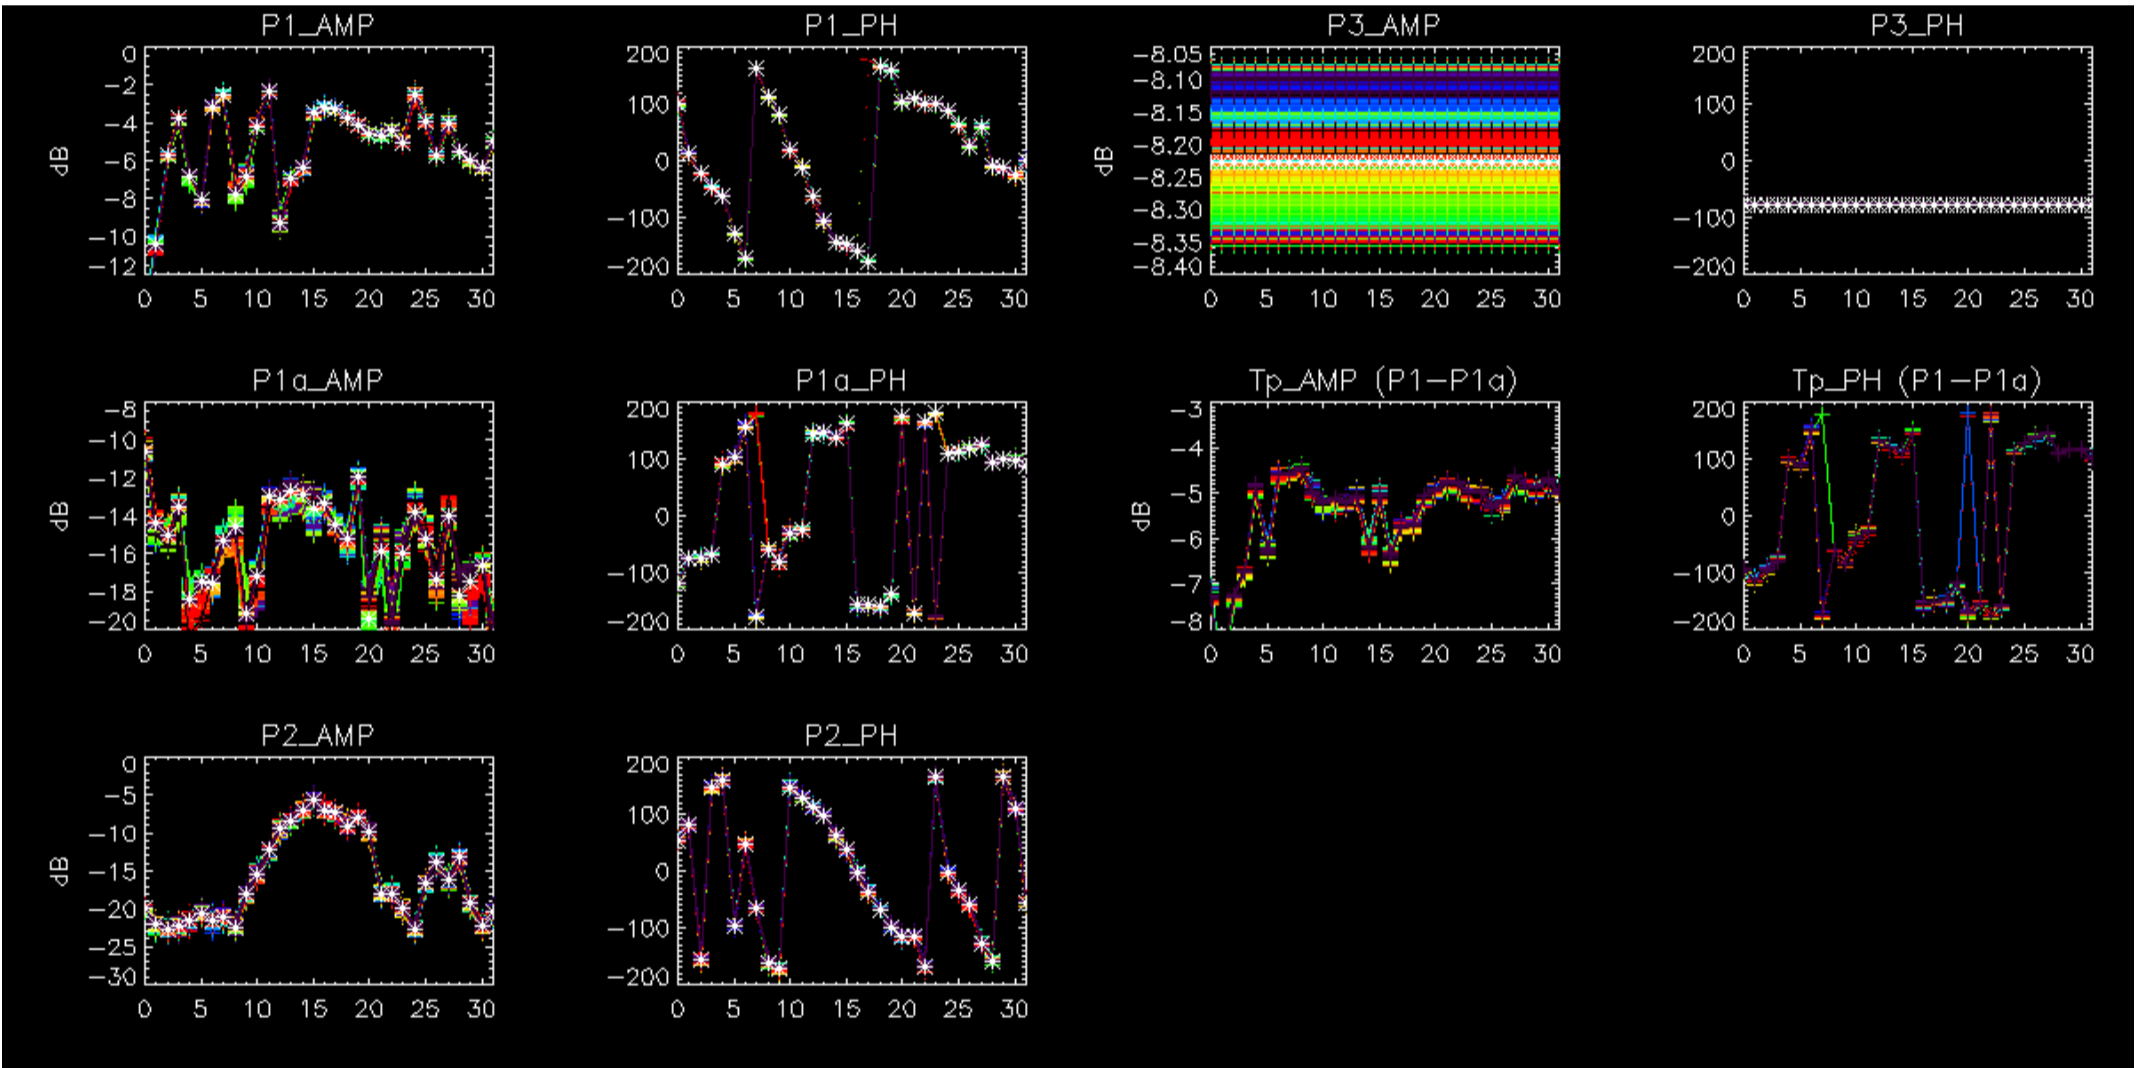 P1_AMP
0
-2
-4
-6
-8
-10
-12
dB
0 5 10 15 20 25 30
P1_PH
200
100
0
-100
-200
0 5 10 15 20 25 30
P3_AMP
-8.05
-8.10
-8.15
-8.20
-8.25
-8.30
-8.35
-8.40
dB
0 5 10 15 20 25 30
P3_PH
200
100
0
-100
-200
0 5 10 15 20 25 30
P1a_AMP
-8
-10
-12
-14
-16
-18
-20
dB
0 5 10 15 20 25 30
P1a_PH
200
100
0
-100
-200
0 5 10 15 20 25 30
Tp_AMP (P1-P1a)
-3
-4
-5
-6
-7
-8
dB
0 5 10 15 20 25 30
Tp_PH (P1-P1a)
200
100
0
-100
-200
0 5 10 15 20 25 30
P2_AMP
0
-5
-10
-15
-20
-25
-30
dB
0 5 10 15 20 25 30
P2_PH
200
100
0
-100
-200
0 5 10 15 20 25 30